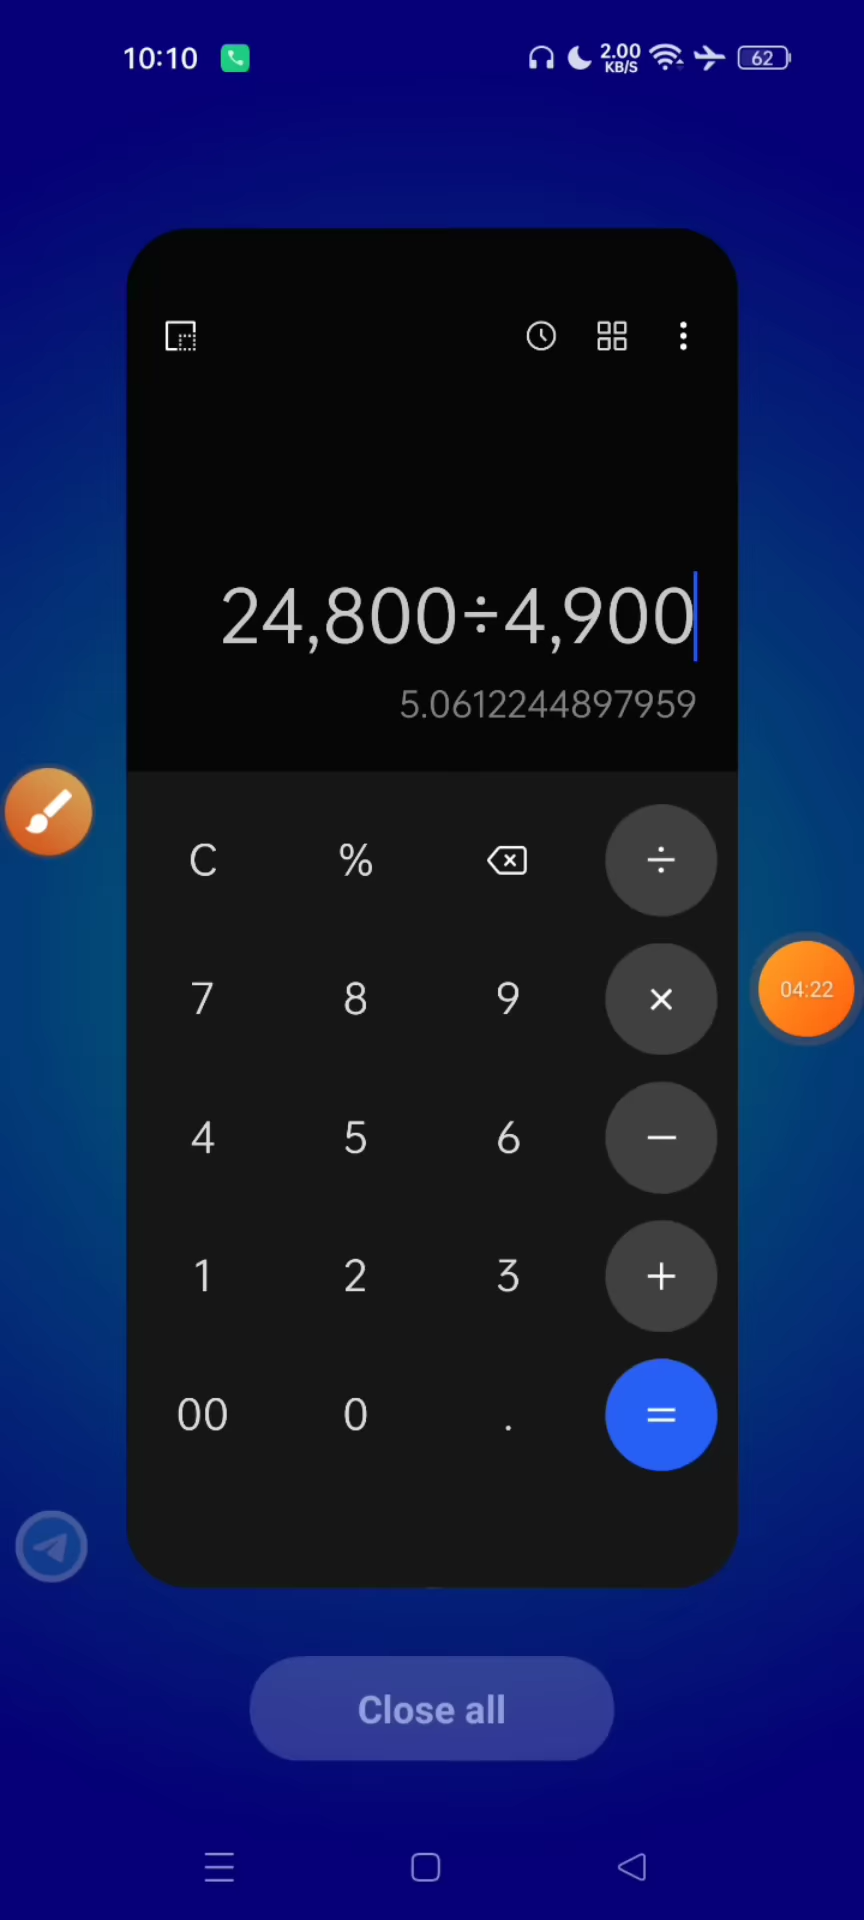 10:10 2.00 KB/S 62
24,800÷4,900
5.0612244897959
C % ÷
7 8 9 ×
04:22
4 5 6 −
1 2 3 +
00 0 . =
Close all